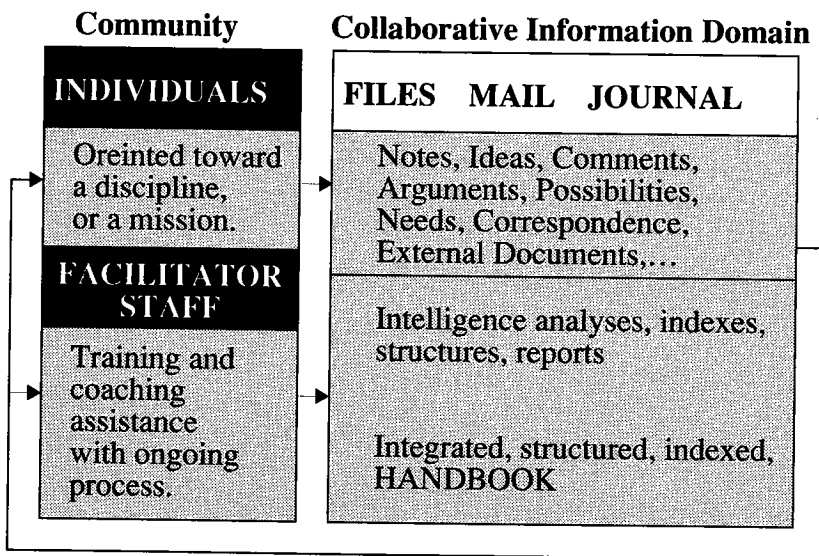 Community
INDIVIDUALS
Oreinted toward
a discipline,
or a mission.
FACILITATOR
STAFF
Training and
coaching
assistance
with ongoing
process.
Collaborative Information Domain
FILES MAIL JOURNAL
Notes, Ideas, Comments,
Arguments, Possibilities,
Needs, Correspondence,
External Documents,...
Intelligence analyses, indexes,
structures, reports
Integrated, structured, indexed,
HANDBOOK